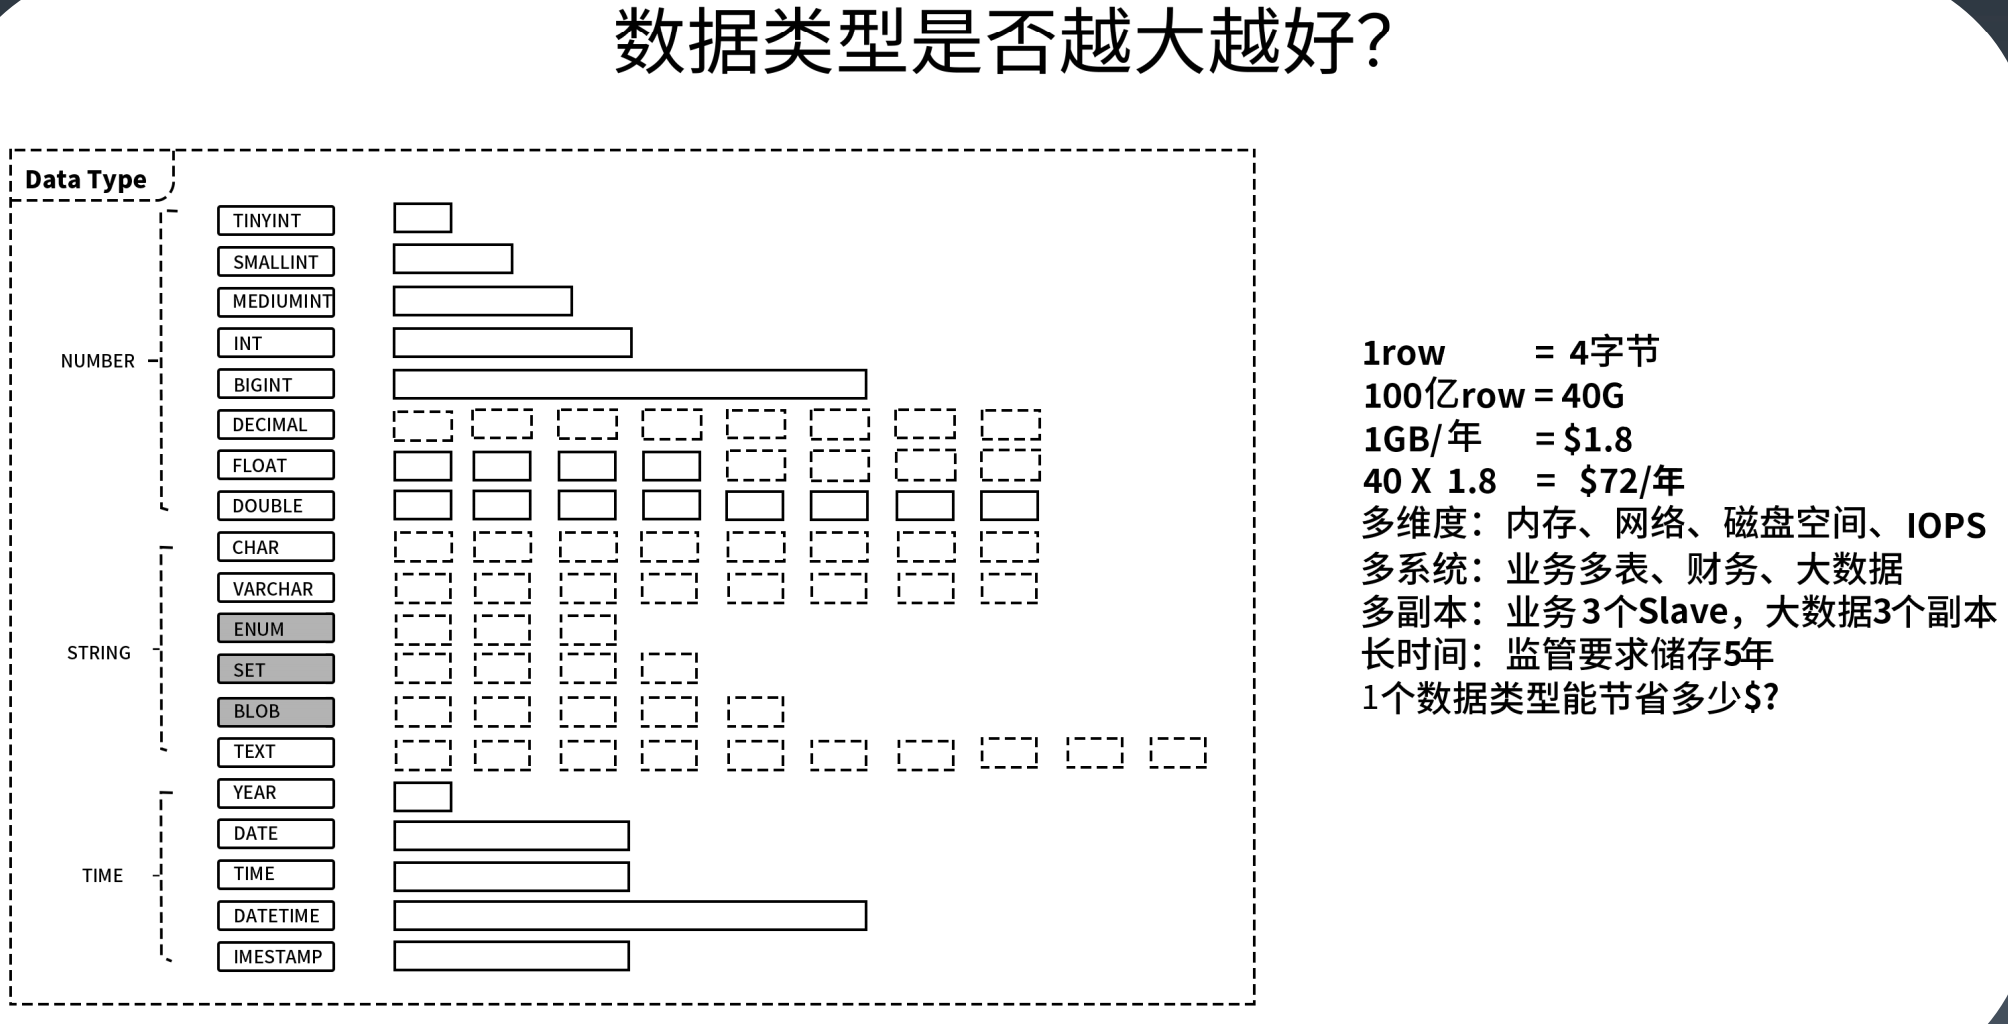 数据类型是否越大越好?
Data Type
NUMBER
TINYINT
SMALLINT
MEDIUMINT
INT
BIGINT
DECIMAL
FLOAT
DOUBLE
STRING
CHAR
VARCHAR
ENUM
SET
BLOB
TEXT
TIME
YEAR
DATE
TIME
DATETIME
IMESTAMP
1row = 4字节
100亿row = 40G
1GB/年 = $1.8
40 X 1.8 = $72/年
多维度：内存、网络、磁盘空间、IOPS
多系统：业务多表、财务、大数据
多副本：业务3个Slave，大数据3个副本
长时间：监管要求储存5年
1个数据类型能节省多少$?